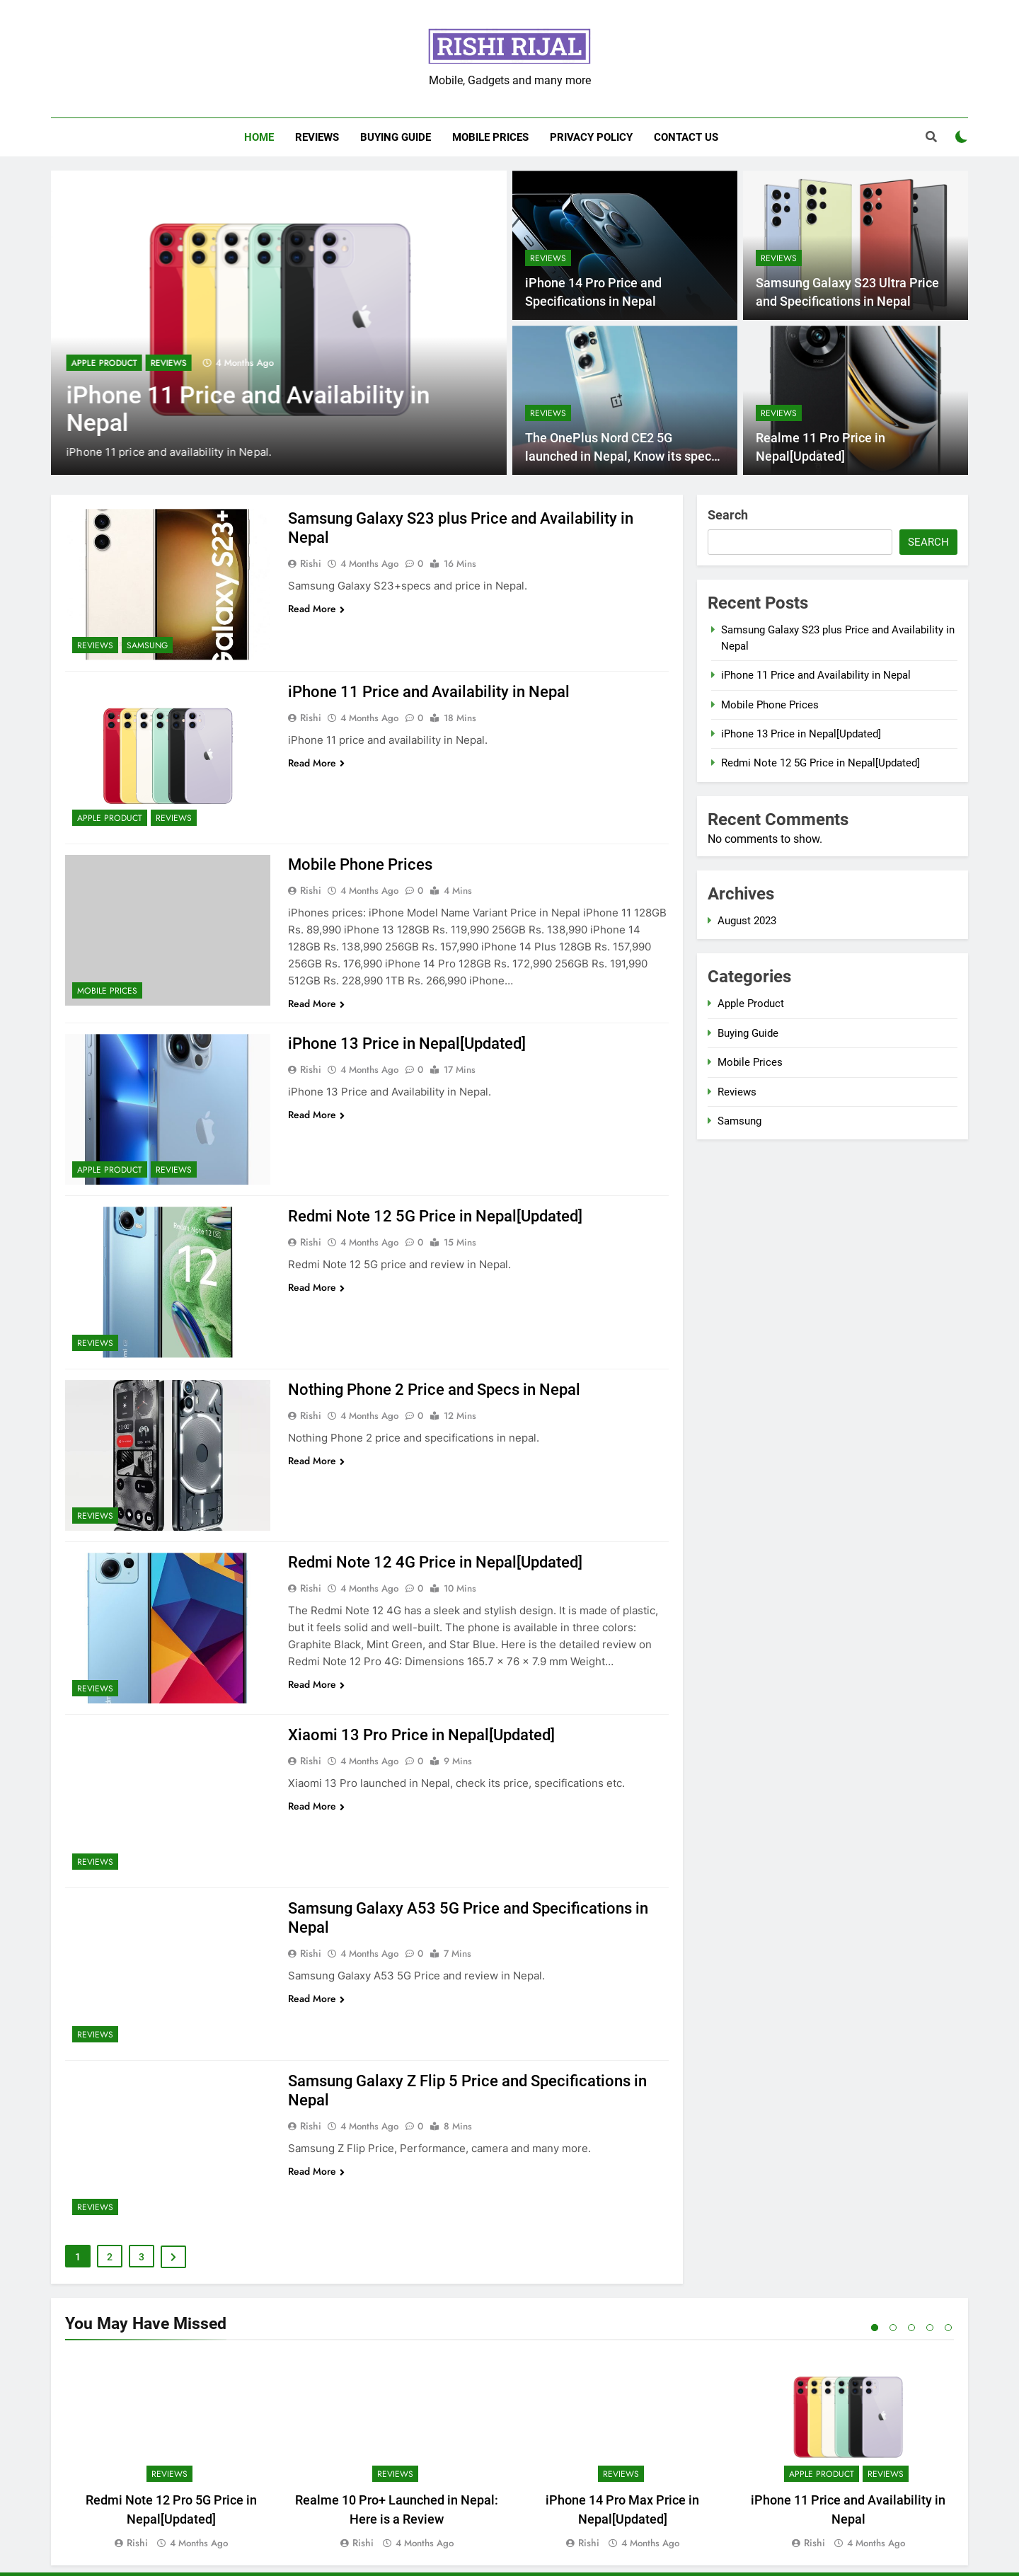 RISHI RIJAL
Mobile, Gadgets and many more
HOME REVIEWS BUYING GUIDE MOBILE PRICES PRIVACY POLICY CONTACT US
APPLE PRODUCT REVIEWS 4 Months Ago
iPhone 11 Price and Availability in
Nepal
iPhone 11 price and availability in Nepal.
REVIEWS
iPhone 14 Pro Price and
Specifications in Nepal
REVIEWS
Samsung Galaxy S23 Ultra Price
and Specifications in Nepal
REVIEWS
The OnePlus Nord CE2 5G
launched in Nepal, Know its spec...
REVIEWS
Realme 11 Pro Price in
Nepal[Updated]
Galaxy S23+
REVIEWS SAMSUNG
Samsung Galaxy S23 plus Price and Availability in
Nepal
Rishi 4 Months Ago 0 16 Mins
Samsung Galaxy S23+specs and price in Nepal.
Read More
APPLE PRODUCT REVIEWS
iPhone 11 Price and Availability in Nepal
Rishi 4 Months Ago 0 18 Mins
iPhone 11 price and availability in Nepal.
Read More
MOBILE PRICES
Mobile Phone Prices
Rishi 4 Months Ago 0 4 Mins
iPhones prices: iPhone Model Name Variant Price in Nepal iPhone 11 128GB
Rs. 89,990 iPhone 13 128GB Rs. 119,990 256GB Rs. 138,990 iPhone 14
128GB Rs. 138,990 256GB Rs. 157,990 iPhone 14 Plus 128GB Rs. 157,990
256GB Rs. 176,990 iPhone 14 Pro 128GB Rs. 172,990 256GB Rs. 191,990
512GB Rs. 228,990 1TB Rs. 266,990 iPhone...
Read More
APPLE PRODUCT REVIEWS
iPhone 13 Price in Nepal[Updated]
Rishi 4 Months Ago 0 17 Mins
iPhone 13 Price and Availability in Nepal.
Read More
Redmi Note 12 5G
12
REVIEWS
Redmi Note 12 5G Price in Nepal[Updated]
Rishi 4 Months Ago 0 15 Mins
Redmi Note 12 5G price and review in Nepal.
Read More
REVIEWS
Nothing Phone 2 Price and Specs in Nepal
Rishi 4 Months Ago 0 12 Mins
Nothing Phone 2 price and specifications in nepal.
Read More
REVIEWS
Redmi Note 12 4G Price in Nepal[Updated]
Rishi 4 Months Ago 0 10 Mins
The Redmi Note 12 4G has a sleek and stylish design. It is made of plastic,
but it feels solid and well-built. The phone is available in three colors:
Graphite Black, Mint Green, and Star Blue. Here is the detailed review on
Redmi Note 12 Pro 4G: Dimensions 165.7 x 76 x 7.9 mm Weight...
Read More
REVIEWS
Xiaomi 13 Pro Price in Nepal[Updated]
Rishi 4 Months Ago 0 9 Mins
Xiaomi 13 Pro launched in Nepal, check its price, specifications etc.
Read More
REVIEWS
Samsung Galaxy A53 5G Price and Specifications in
Nepal
Rishi 4 Months Ago 0 7 Mins
Samsung Galaxy A53 5G Price and review in Nepal.
Read More
REVIEWS
Samsung Galaxy Z Flip 5 Price and Specifications in
Nepal
Rishi 4 Months Ago 0 8 Mins
Samsung Z Flip Price, Performance, camera and many more.
Read More
1 2 3
Search
SEARCH
Recent Posts
Samsung Galaxy S23 plus Price and Availability in
Nepal
iPhone 11 Price and Availability in Nepal
Mobile Phone Prices
iPhone 13 Price in Nepal[Updated]
Redmi Note 12 5G Price in Nepal[Updated]
Recent Comments
No comments to show.
Archives
August 2023
Categories
Apple Product
Buying Guide
Mobile Prices
Reviews
Samsung
You May Have Missed
REVIEWS
Redmi Note 12 Pro 5G Price in
Nepal[Updated]
Rishi 4 Months Ago
REVIEWS
Realme 10 Pro+ Launched in Nepal:
Here is a Review
Rishi 4 Months Ago
REVIEWS
iPhone 14 Pro Max Price in
Nepal[Updated]
Rishi 4 Months Ago
APPLE PRODUCT REVIEWS
iPhone 11 Price and Availability in
Nepal
Rishi 4 Months Ago